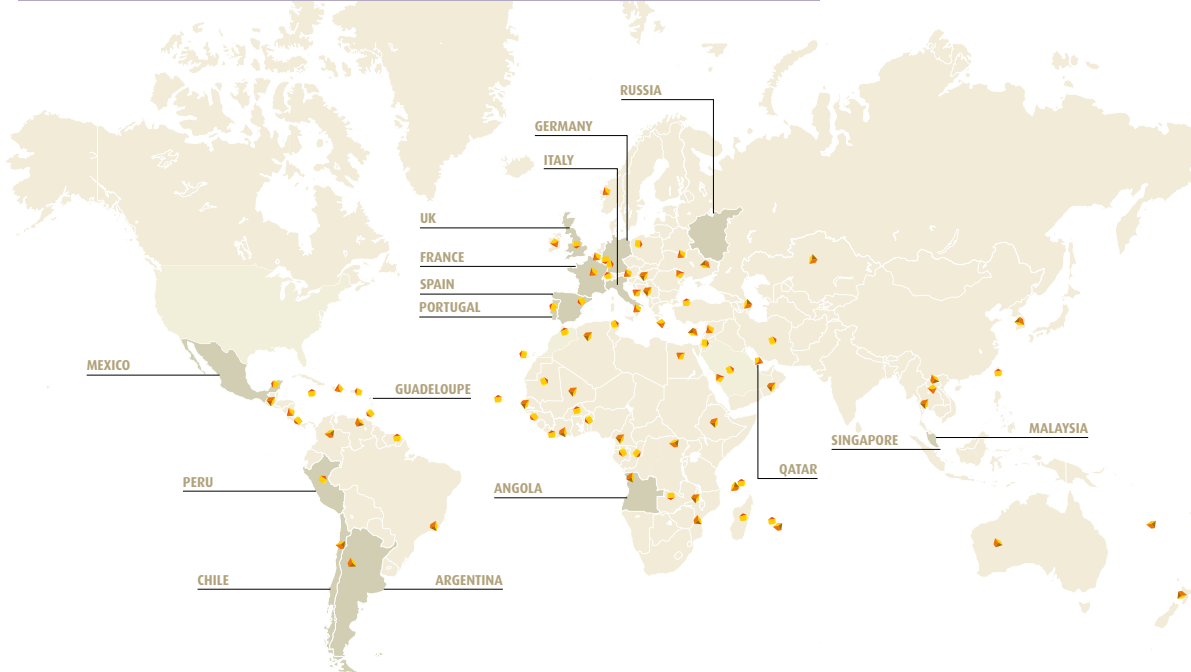 RUSSIA
GERMANY
ITALY
UK
FRANCE
SPAIN
PORTUGAL
MEXICO
GUADELOUPE
MALAYSIA
SINGAPORE
QATAR
PERU
ANGOLA
CHILE
ARGENTINA